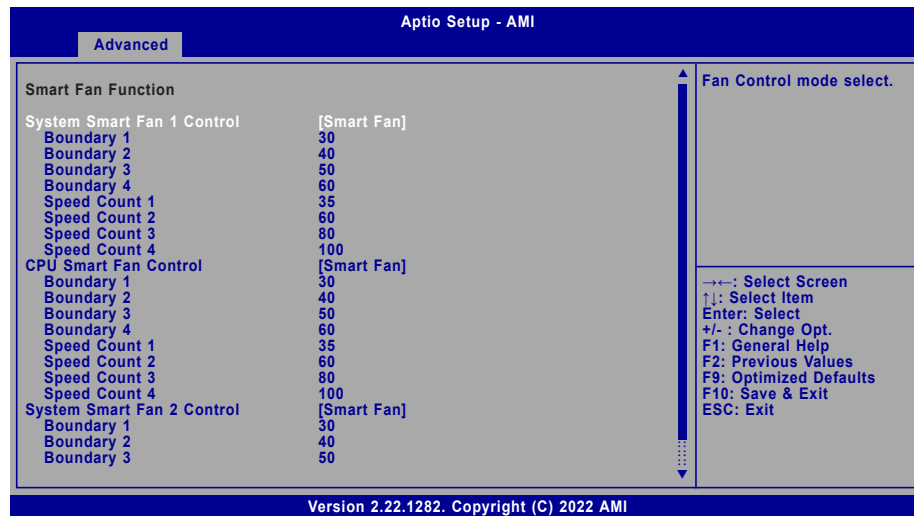 Aptio Setup - AMI
Advanced
Smart Fan Function
System Smart Fan 1 Control [Smart Fan]
Boundary 1 30
Boundary 2 40
Boundary 3 50
Boundary 4 60
Speed Count 1 35
Speed Count 2 60
Speed Count 3 80
Speed Count 4 100
CPU Smart Fan Control [Smart Fan]
Boundary 1 30
Boundary 2 40
Boundary 3 50
Boundary 4 60
Speed Count 1 35
Speed Count 2 60
Speed Count 3 80
Speed Count 4 100
System Smart Fan 2 Control [Smart Fan]
Boundary 1 30
Boundary 2 40
Boundary 3 50
Fan Control mode select.
→←: Select Screen
↑↓: Select Item
Enter: Select
+/- : Change Opt.
F1: General Help
F2: Previous Values
F9: Optimized Defaults
F10: Save & Exit
ESC: Exit
Version 2.22.1282. Copyright (C) 2022 AMI